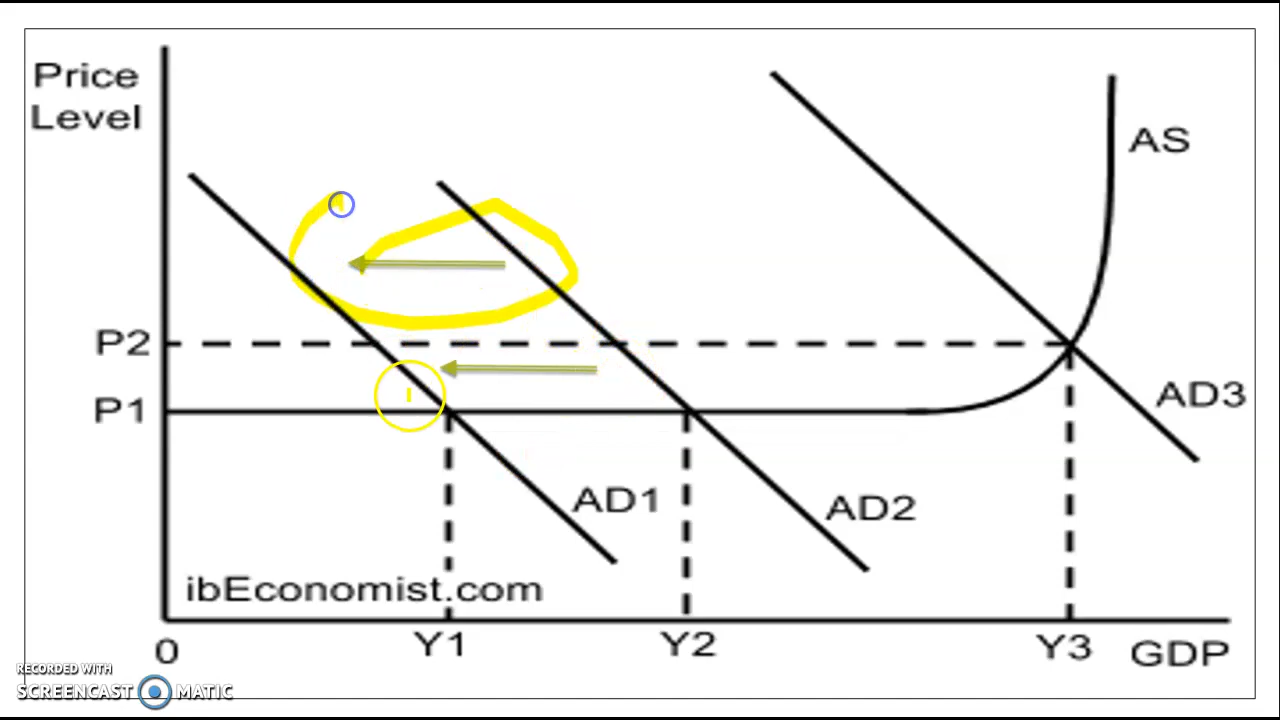 Price
Level
AS
P2
P1
AD3
AD1
AD2
ibEconomist.com
0
Y1
Y2
Y3
GDP
RECORDED WITH
SCREENCAST MATIC